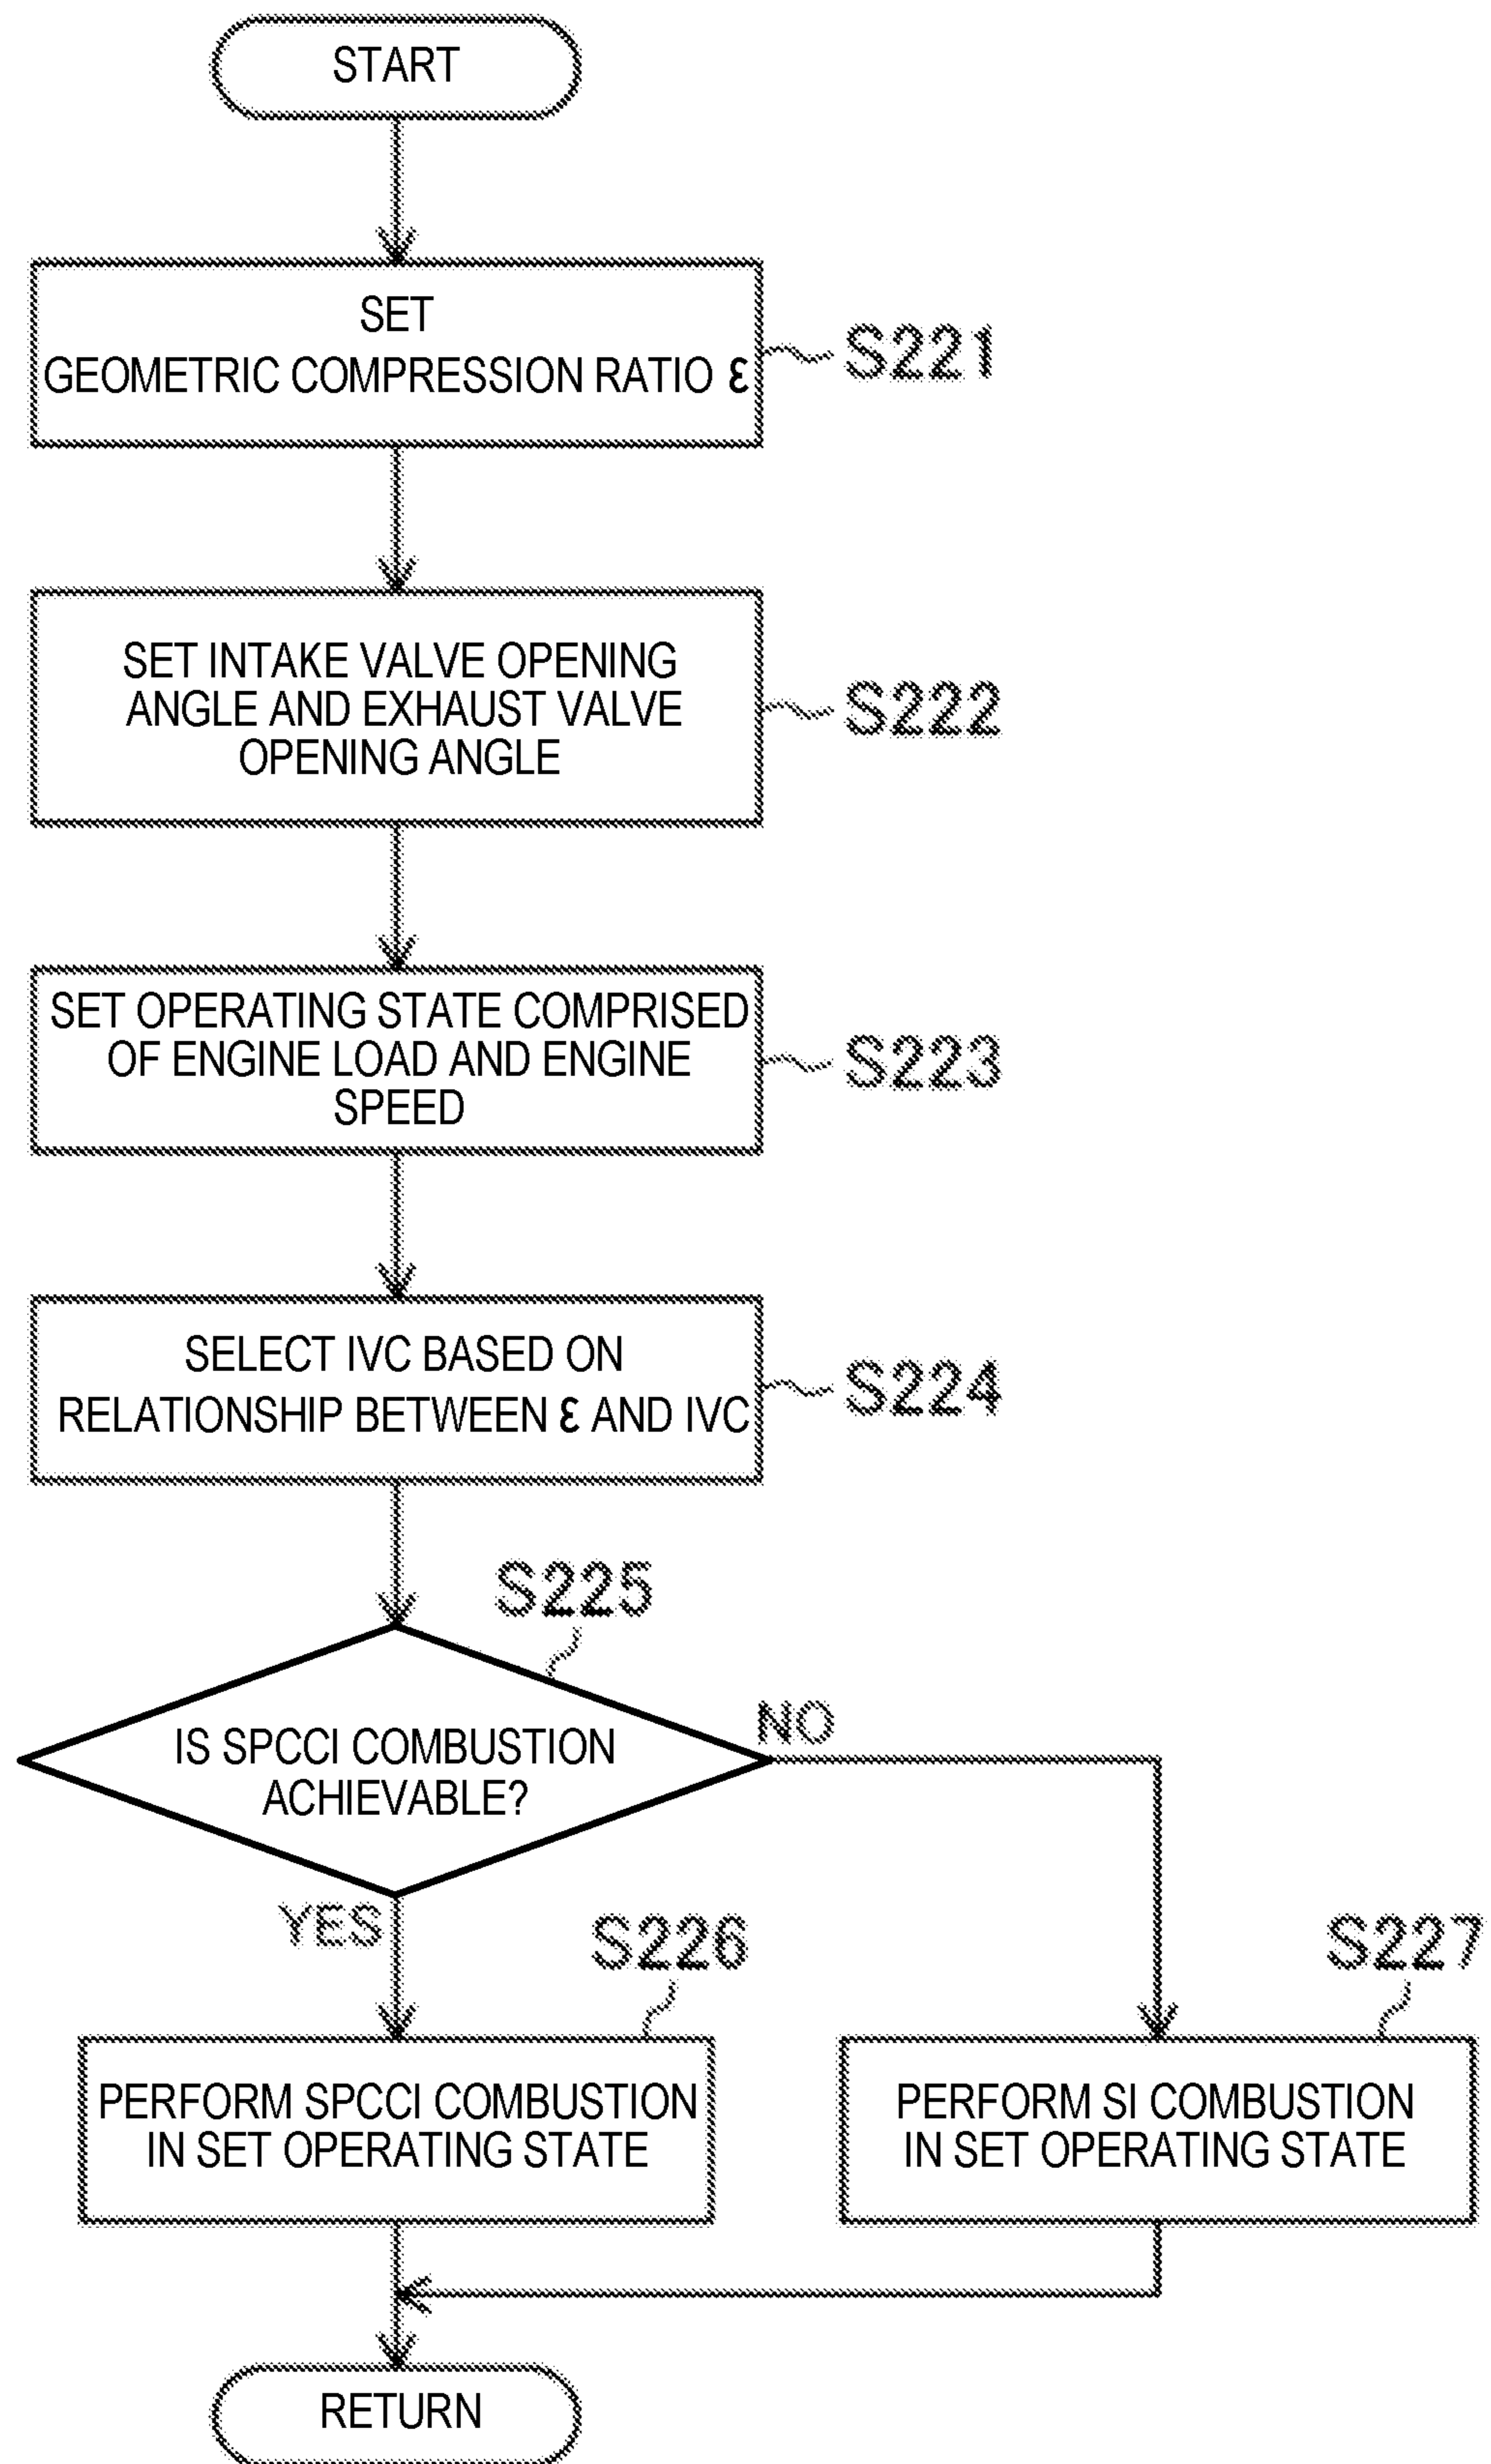 START
SET
GEOMETRIC COMPRESSION RATIO ε
S221
SET INTAKE VALVE OPENING
ANGLE AND EXHAUST VALVE
OPENING ANGLE
S222
SET OPERATING STATE COMPRISED
OF ENGINE LOAD AND ENGINE
SPEED
S223
SELECT IVC BASED ON
RELATIONSHIP BETWEEN ε AND IVC
S224
S225
IS SPCCI COMBUSTION
ACHIEVABLE?
NO
YES
S226
PERFORM SPCCI COMBUSTION
IN SET OPERATING STATE
S227
PERFORM SI COMBUSTION
IN SET OPERATING STATE
RETURN